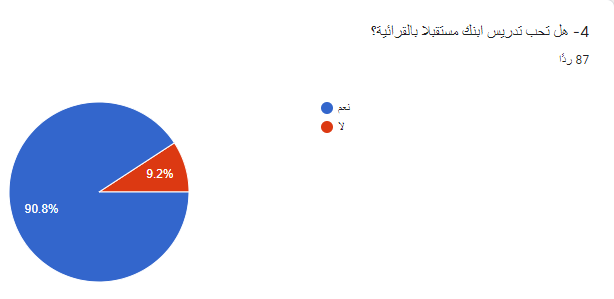 4- هل تحب تدريس ابنك مستقبلا بالقرائية؟
87 ردًا
نعم
لا
9.2%
90.8%